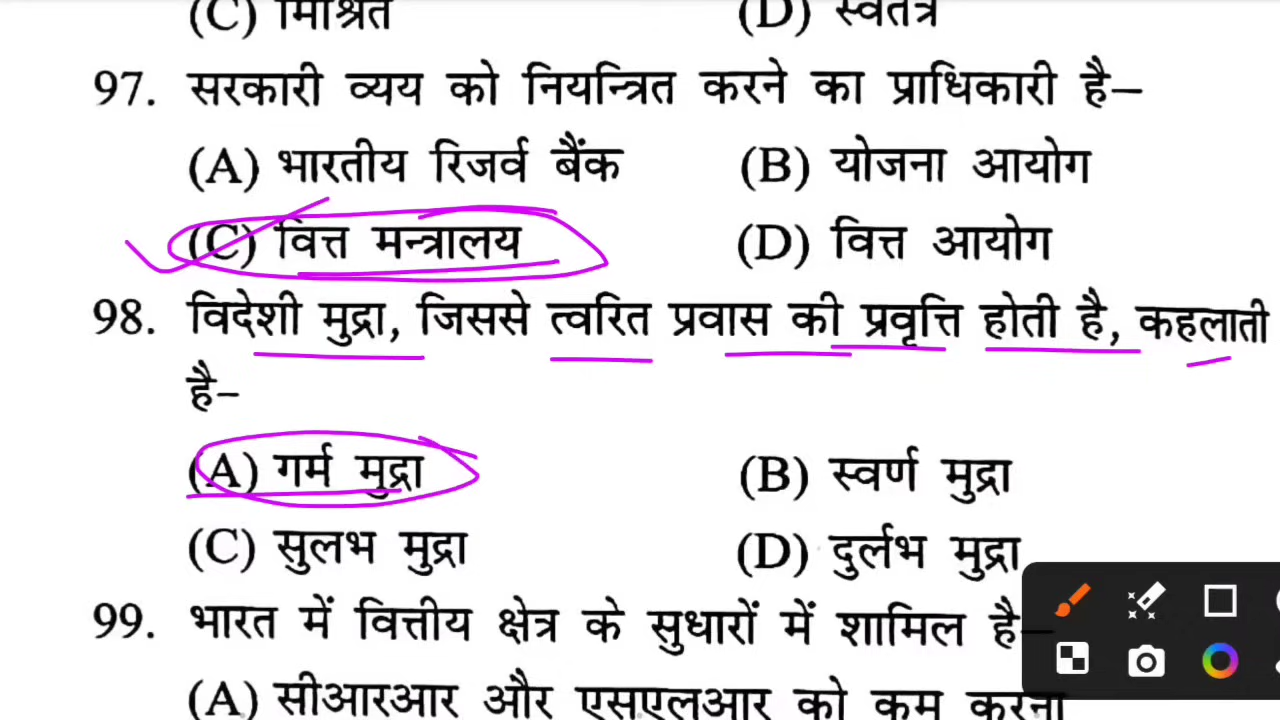 (C) मिश्रित (D) स्वतंत्र
97. सरकारी व्यय को नियन्त्रित करने का प्राधिकारी है–
(A) भारतीय रिजर्व बैंक (B) योजना आयोग
(C) वित्त मन्त्रालय (D) वित्त आयोग
98. विदेशी मुद्रा, जिससे त्वरित प्रवास की प्रवृत्ति होती है, कहलाती
है–
(A) गर्म मुद्रा (B) स्वर्ण मुद्रा
(C) सुलभ मुद्रा (D) दुर्लभ मुद्रा
99. भारत में वित्तीय क्षेत्र के सुधारों में शामिल है–
(A) सीआरआर और एसएलआर को कम करना